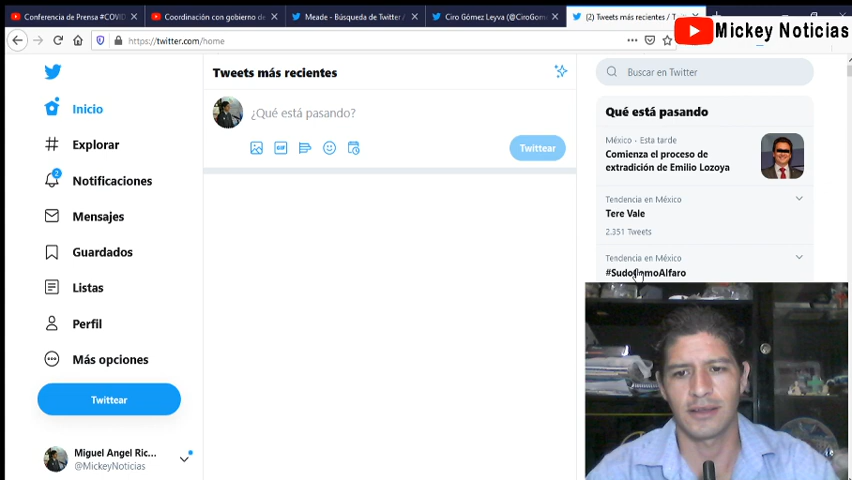 Conferencia de Prensa #COVID
Coordinación con gobierno de
Meade - Búsqueda de Twitter /
Ciro Gómez Leyva (@CiroGom
(2) Tweets más recientes /
Mickey Noticias
https://twitter.com/home
Inicio
Explorar
2
Notificaciones
Mensajes
Guardados
Listas
Perfil
Más opciones
Twittear
Miguel Angel Ric...
@MickeyNoticias
Tweets más recientes
¿Qué está pasando?
GIF
Twittear
Buscar en Twitter
Qué está pasando
México · Esta tarde
Comienza el proceso de
extradición de Emilio Lozoya
Tendencia en México
Tere Vale
2.351 Tweets
Tendencia en México
#SudoComoAlfaro